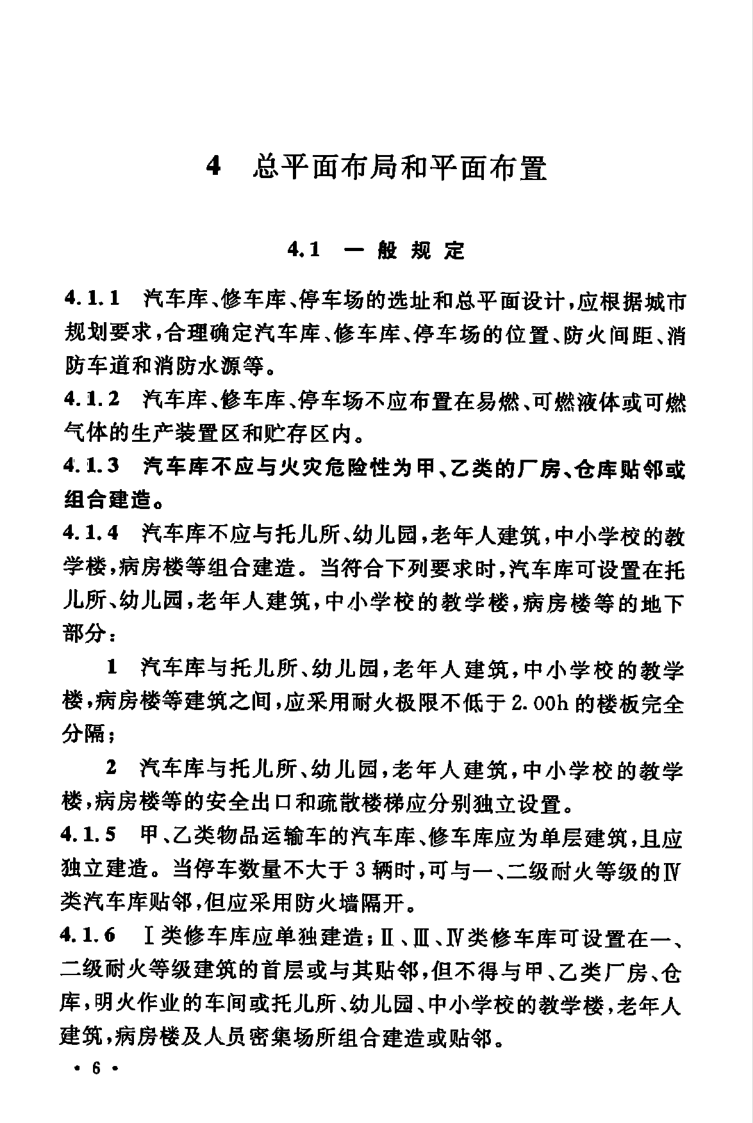 4 总平面布局和平面布置
4.1 一般规定
4.1.1 汽车库、修车库、停车场的选址和总平面设计,应根据城市
规划要求,合理确定汽车库、修车库、停车场的位置、防火间距、消
防车道和消防水源等。
4.1.2 汽车库、修车库、停车场不应布置在易燃、可燃液体或可燃
气体的生产装置区和贮存区内。
4.1.3 汽车库不应与火灾危险性为甲、乙类的厂房、仓库贴邻或
组合建造。
4.1.4 汽车库不应与托儿所、幼儿园,老年人建筑,中小学校的教
学楼,病房楼等组合建造。当符合下列要求时,汽车库可设置在托
儿所、幼儿园,老年人建筑,中小学校的教学楼,病房楼等的地下
部分:
1 汽车库与托儿所、幼儿园,老年人建筑,中小学校的教学
楼,病房楼等建筑之间,应采用耐火极限不低于2.00h的楼板完全
分隔;
2 汽车库与托儿所、幼儿园,老年人建筑,中小学校的教学
楼,病房楼等的安全出口和疏散楼梯应分别独立设置。
4.1.5 甲、乙类物品运输车的汽车库、修车库应为单层建筑,且应
独立建造。当停车数量不大于3辆时,可与一、二级耐火等级的Ⅳ
类汽车库贴邻,但应采用防火墙隔开。
4.1.6 Ⅰ类修车库应单独建造;Ⅱ、Ⅲ、Ⅳ类修车库可设置在一、
二级耐火等级建筑的首层或与其贴邻,但不得与甲、乙类厂房、仓
库,明火作业的车间或托儿所、幼儿园、中小学校的教学楼,老年人
建筑,病房楼及人员密集场所组合建造或贴邻。
• 6 •